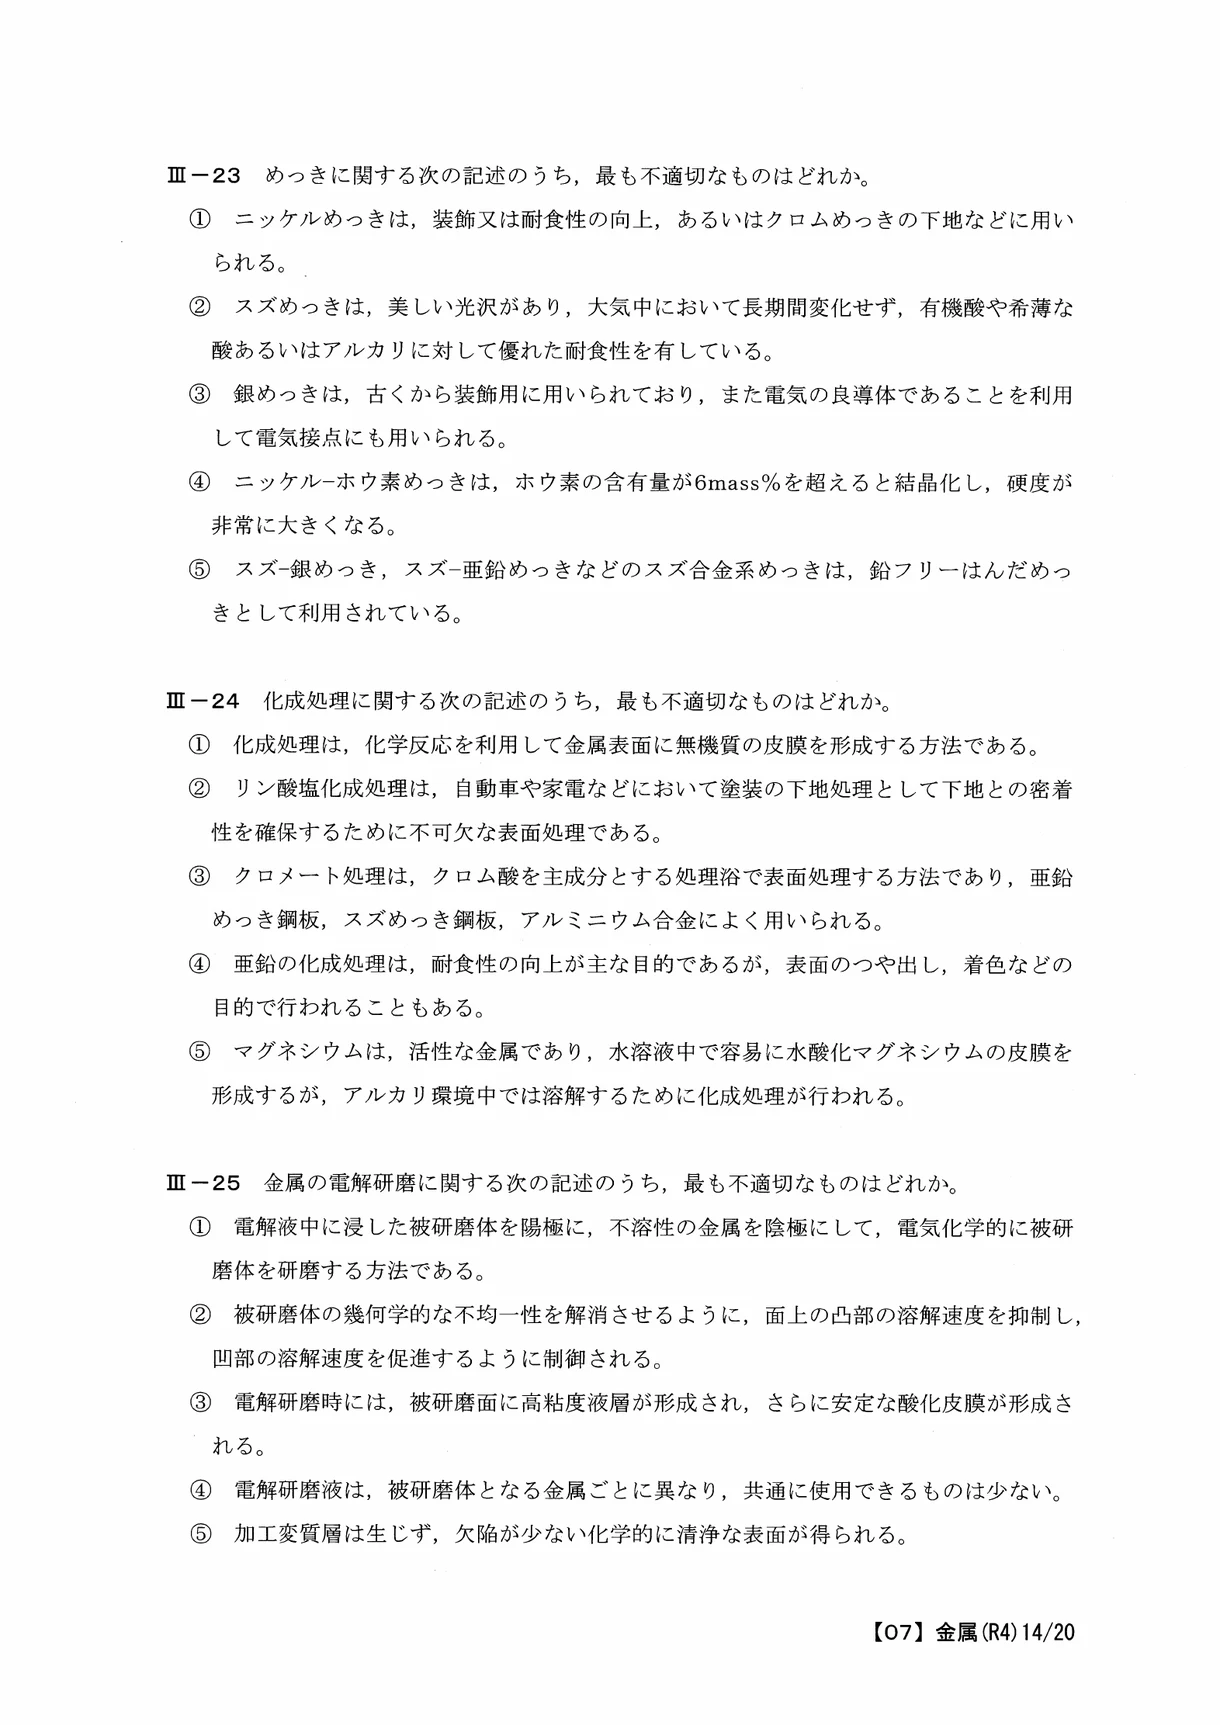 Ⅲ－23　めっきに関する次の記述のうち，最も不適切なものはどれか。
①　ニッケルめっきは，装飾又は耐食性の向上，あるいはクロムめっきの下地などに用い
られる。
②　スズめっきは，美しい光沢があり，大気中において長期間変化せず，有機酸や希薄な
酸あるいはアルカリに対して優れた耐食性を有している。
③　銀めっきは，古くから装飾用に用いられており，また電気の良導体であることを利用
して電気接点にも用いられる。
④　ニッケル−ホウ素めっきは，ホウ素の含有量が6mass％を超えると結晶化し，硬度が
非常に大きくなる。
⑤　スズ−銀めっき，スズ−亜鉛めっきなどのスズ合金系めっきは，鉛フリーはんだめっ
きとして利用されている。
Ⅲ－24　化成処理に関する次の記述のうち，最も不適切なものはどれか。
①　化成処理は，化学反応を利用して金属表面に無機質の皮膜を形成する方法である。
②　リン酸塩化成処理は，自動車や家電などにおいて塗装の下地処理として下地との密着
性を確保するために不可欠な表面処理である。
③　クロメート処理は，クロム酸を主成分とする処理浴で表面処理する方法であり，亜鉛
めっき鋼板，スズめっき鋼板，アルミニウム合金によく用いられる。
④　亜鉛の化成処理は，耐食性の向上が主な目的であるが，表面のつや出し，着色などの
目的で行われることもある。
⑤　マグネシウムは，活性な金属であり，水溶液中で容易に水酸化マグネシウムの皮膜を
形成するが，アルカリ環境中では溶解するために化成処理が行われる。
Ⅲ－25　金属の電解研磨に関する次の記述のうち，最も不適切なものはどれか。
①　電解液中に浸した被研磨体を陽極に，不溶性の金属を陰極にして，電気化学的に被研
磨体を研磨する方法である。
②　被研磨体の幾何学的な不均一性を解消させるように，面上の凸部の溶解速度を抑制し，
凹部の溶解速度を促進するように制御される。
③　電解研磨時には，被研磨面に高粘度液層が形成され，さらに安定な酸化皮膜が形成さ
れる。
④　電解研磨液は，被研磨体となる金属ごとに異なり，共通に使用できるものは少ない。
⑤　加工変質層は生じず，欠陥が少ない化学的に清浄な表面が得られる。
【07】金属(R4)14/20